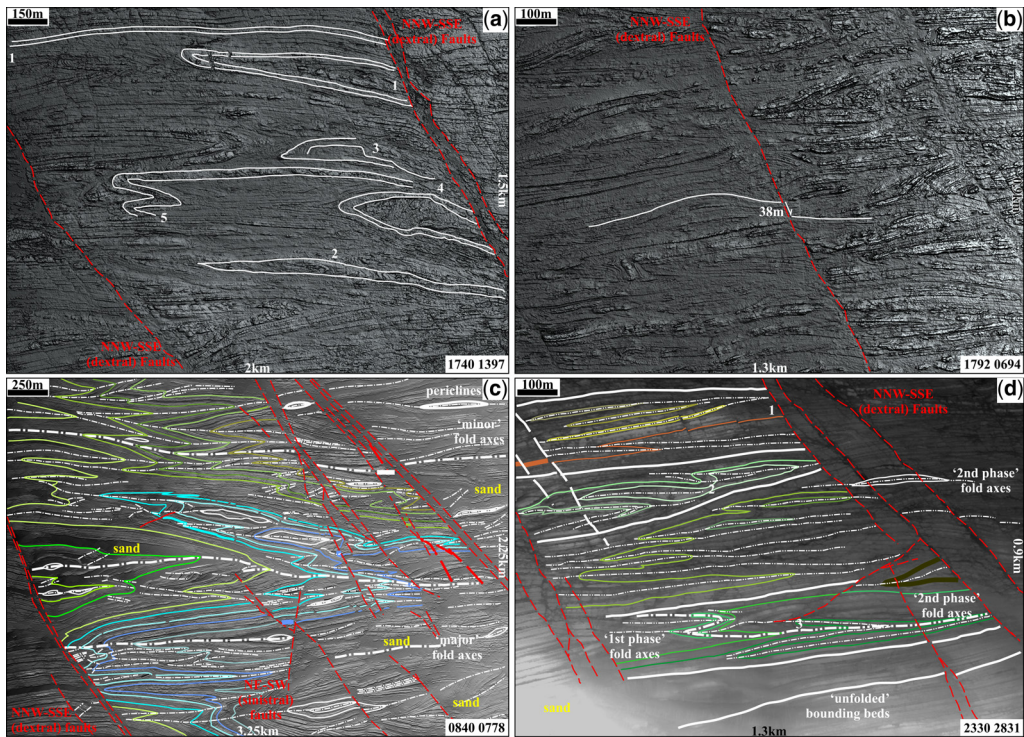 150m
(a)
NNW-SSE
(dextral) Faults
1
1
3
4
5
2
1.5km
NNW-SSE
(dextral) Faults
2km
1740 1397
100m
(b)
NNW-SSE
(dextral) Faults
38m
1.3km
1792 0694
250m
(c)
periclines
'minor'
fold axes
sand
sand
2.25km
sand
'major'
fold axes
NE-SW
(sinistral)
faults
sand
NNW-SSE
(dextral) faults
3.25km
0840 0778
100m
(d)
NNW-SSE
(dextral) Faults
1
2
'2nd phase'
fold axes
0.9km
'2nd phase'
fold axes
3
'1st phase'
fold axes
sand
'unfolded'
bounding beds
1.3km
2330 2831